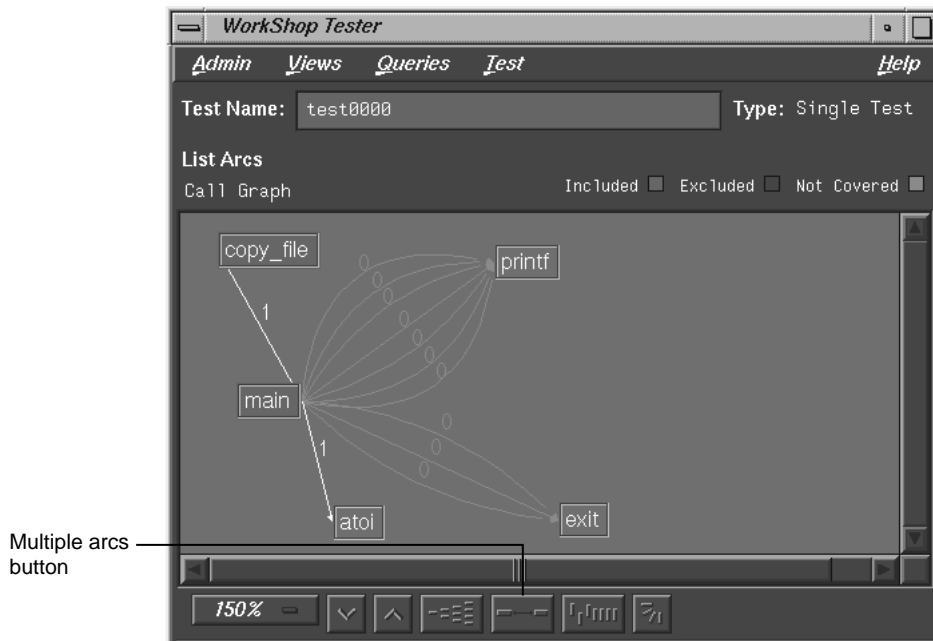 WorkShop Tester
Admin Views Queries Test Help
Test Name: test0000 Type: Single Test
List Arcs
Call Graph Included Excluded Not Covered
copy_file
printf
0
0
0
0
0
0
0
1
main
0
0
0
1
atoi
exit
Multiple arcs
button
150%